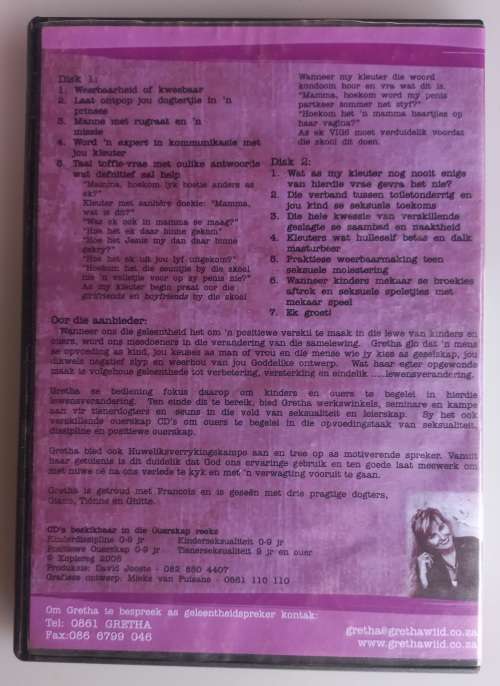 Disk 1:
1. Weerbaarheid of kwesbaar
2. Laat ontpop jou dogtertjie in 'n
prinses
3. Manne met rugraat en 'n
missie
4. Word 'n expert in kommunikasie met
jou kleuter
5. Taai toffie-vrae met oulike antwoorde
wat definitief sal help
"Mamma, hoekom lyk boetie anders as
ek?"
Kleuter met sanitêre doekie: "Mamma,
wat is dit?"
"Was ek ook in mamma se maag?"
"Hoe het ek daar binne gekom"
"Hoe het Jesus my dan daar binne
gekry?"
"Hoe het ek uit jou lyf uitgekom?"
"Hoekom het die seuntjie by die skool
nie 'n velletjie voor op sy penis nie?"
As my kleuter begin praat oor die
girlfriends en boyfriends by die skool
Wanneer my kleuter die woord
kondoom hoor en vra wat dit is.
"Mamma, hoekom word my penis
partkeer sommer net styf?"
"Hoekom het 'n mamma haartjies op
haar vagina?"
As ek VIGS moet verduidelik voordat
die skool dit doen.
Disk 2:
1. Wat as my kleuter nog nooit enige
van hierdie vrae gevra het nie?
2. Die verband tussen toiletonderrig en
jou kind se seksuele toekoms
3. Die hele kwessie van verskillende
geslagte se saambad en naaktheid
4. Kleuters wat hulleself betas en dalk
masturbeer
5. Praktiese weerbaarmaking teen
seksuele molestering
6. Wanneer kinders mekaar se broekies
aftrek en seksuele speletjies met
mekaar speel
7. Ek groet!
Oor die aanbieder:
Wanneer ons die geleentheid het om 'n positiewe verskil te maak in die lewe van kinders en
ouers, word ons mededoeners in die verandering van die samelewing. Gretha glo dat 'n mens
se opvoeding as kind, jou keuses as man of vrou en die mense wie jy kies as geselskap, jou
dikwels negatief slyp en weerhou van jou Goddelike ontwerp. Wat haar egter opgewonde
maak is volgehoue geleenthede tot verbetering, versterking en eindelik .....lewensverandering.
Gretha se bediening fokus daarop om kinders en ouers te begelei in hierdie
lewensverandering. Ten einde dit te bereik, bied Gretha werkswinkels, seminare en kampe
aan vir tienerdogters en seuns in die veld van seksualiteit en leierskap. Sy het ook
verskillende ouerskap CD's om ouers te begelei in die opvoedingstaak van seksualiteit,
dissipline en positiewe ouerskap.
Gretha bied ook Huweliksverrykingskampe aan en tree op as motiverende spreker. Vanuit
haar getuienis is dit duidelik dat God ons ervaringe gebruik en ten goede laat meewerk om
met nuwe oë na ons verlede te kyk en met 'n verwagting vooruit te gaan.
Gretha is getroud met Francois en is geseën met drie pragtige dogters,
CD's beskikbaar in die Ouerskap reeks
Kinderdissipline 0-9 jr Kinderseksualiteit 0-9 jr
Positiewe Ouerskap 0-9 jr Tienerseksualiteit 9 jr en ouer
© Kopiereg 2005
Produksie: David Jooste - 082 880 4407
Grafiese ontwerp: Mieke van - 0861 110 110
Om Gretha te bespreek as geleentheidspreker kontak:
Tel: 0861 GRETHA
Fax:086 6799 046
gretha@grethawiid.co.za
www.grethawiid.co.za